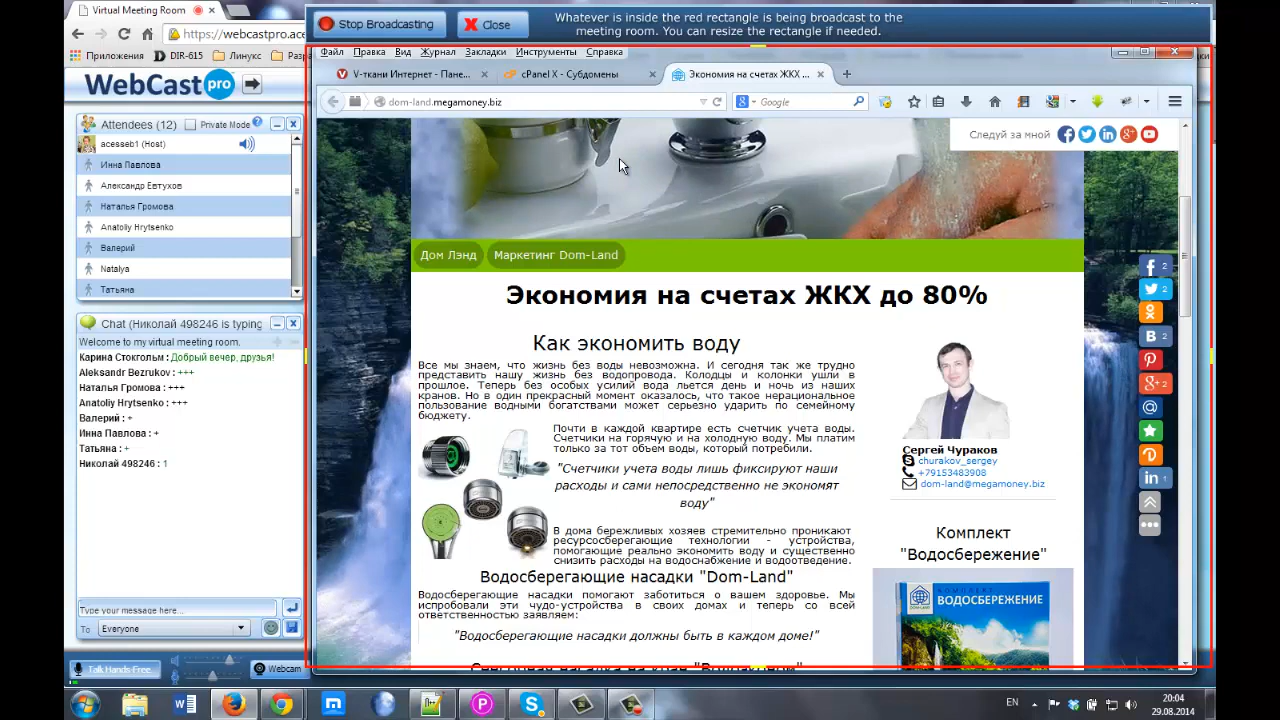 Virtual Meeting Room
https://webcastpro.ace
Приложения
DIR-615
Линукс
Разр
Stop Broadcasting
Close
Whatever is inside the red rectangle is being broadcast to the
meeting room. You can resize the rectangle if needed.
WebCast pro
Attendees (12)
Private Mode
acesseb1 (Host)
Инна Павлова
Александр Евтухов
Наталья Громова
Anatoliy Hrytsenko
Валерий
Natalya
Татьяна
Chat (Николай 498246 is typing
Welcome to my virtual meeting room.
Карина Стокгольм : Добрый вечер, друзья!
Aleksandr Bezrukov : +++
Наталья Громова : +++
Anatoliy Hrytsenko : +++
Валерий : +
Инна Павлова : +
Татьяна : +
Николай 498246 : 1
Type your message here...
To
Everyone
Talk Hands-Free
Webcam
Файл Правка Вид Журнал Закладки Инструменты Справка
V-ткани Интернет - Пане...
cPanel X - Субдомены
Экономия на счетах ЖКХ ...
dom-land.megamoney.biz
Google
Следуй за мной
Дом Лэнд
Маркетинг Dom-Land
Экономия на счетах ЖКХ до 80%
Как экономить воду
Все мы знаем, что жизнь без воды невозможна. И сегодня так же трудно
представить нашу жизнь без водопровода. Колодцы и колонки ушли в
прошлое. Теперь без особых усилий вода льется день и ночь из наших
кранов. Но в один прекрасный момент оказалось, что такое нерациональное
пользование водными богатствами может серьезно ударить по семейному
бюджету.
Почти в каждой квартире есть счетчик учета воды.
Счетчики на горячую и на холодную воду. Мы платим
только за тот объем воды, который потребили.
"Счетчики учета воды лишь фиксируют наши
расходы и сами непосредственно не экономят
воду"
В дома бережливых хозяев стремительно проникают
ресурсосберегающие технологии - устройства,
помогающие реально экономить воду и существенно
снизить расходы на водоснабжение и водоотведение.
Водосберегающие насадки "Dom-Land"
Водосберегающие насадки помогают заботиться о вашем здоровье. Мы
испробовали эти чудо-устройства в своих домах и теперь со всей
ответственностью заявляем:
"Водосберегающие насадки должны быть в каждом доме!"
Сергей Чураков
churakov_sergey
+79153483908
dom-land@megamoney.biz
Комплект
"Водосбережение"
КОМПЛЕКТ
ВОДОСБЕРЕЖЕНИЕ
DOM-LAND
2
2
2
2
1
EN
20:04
29.08.2014